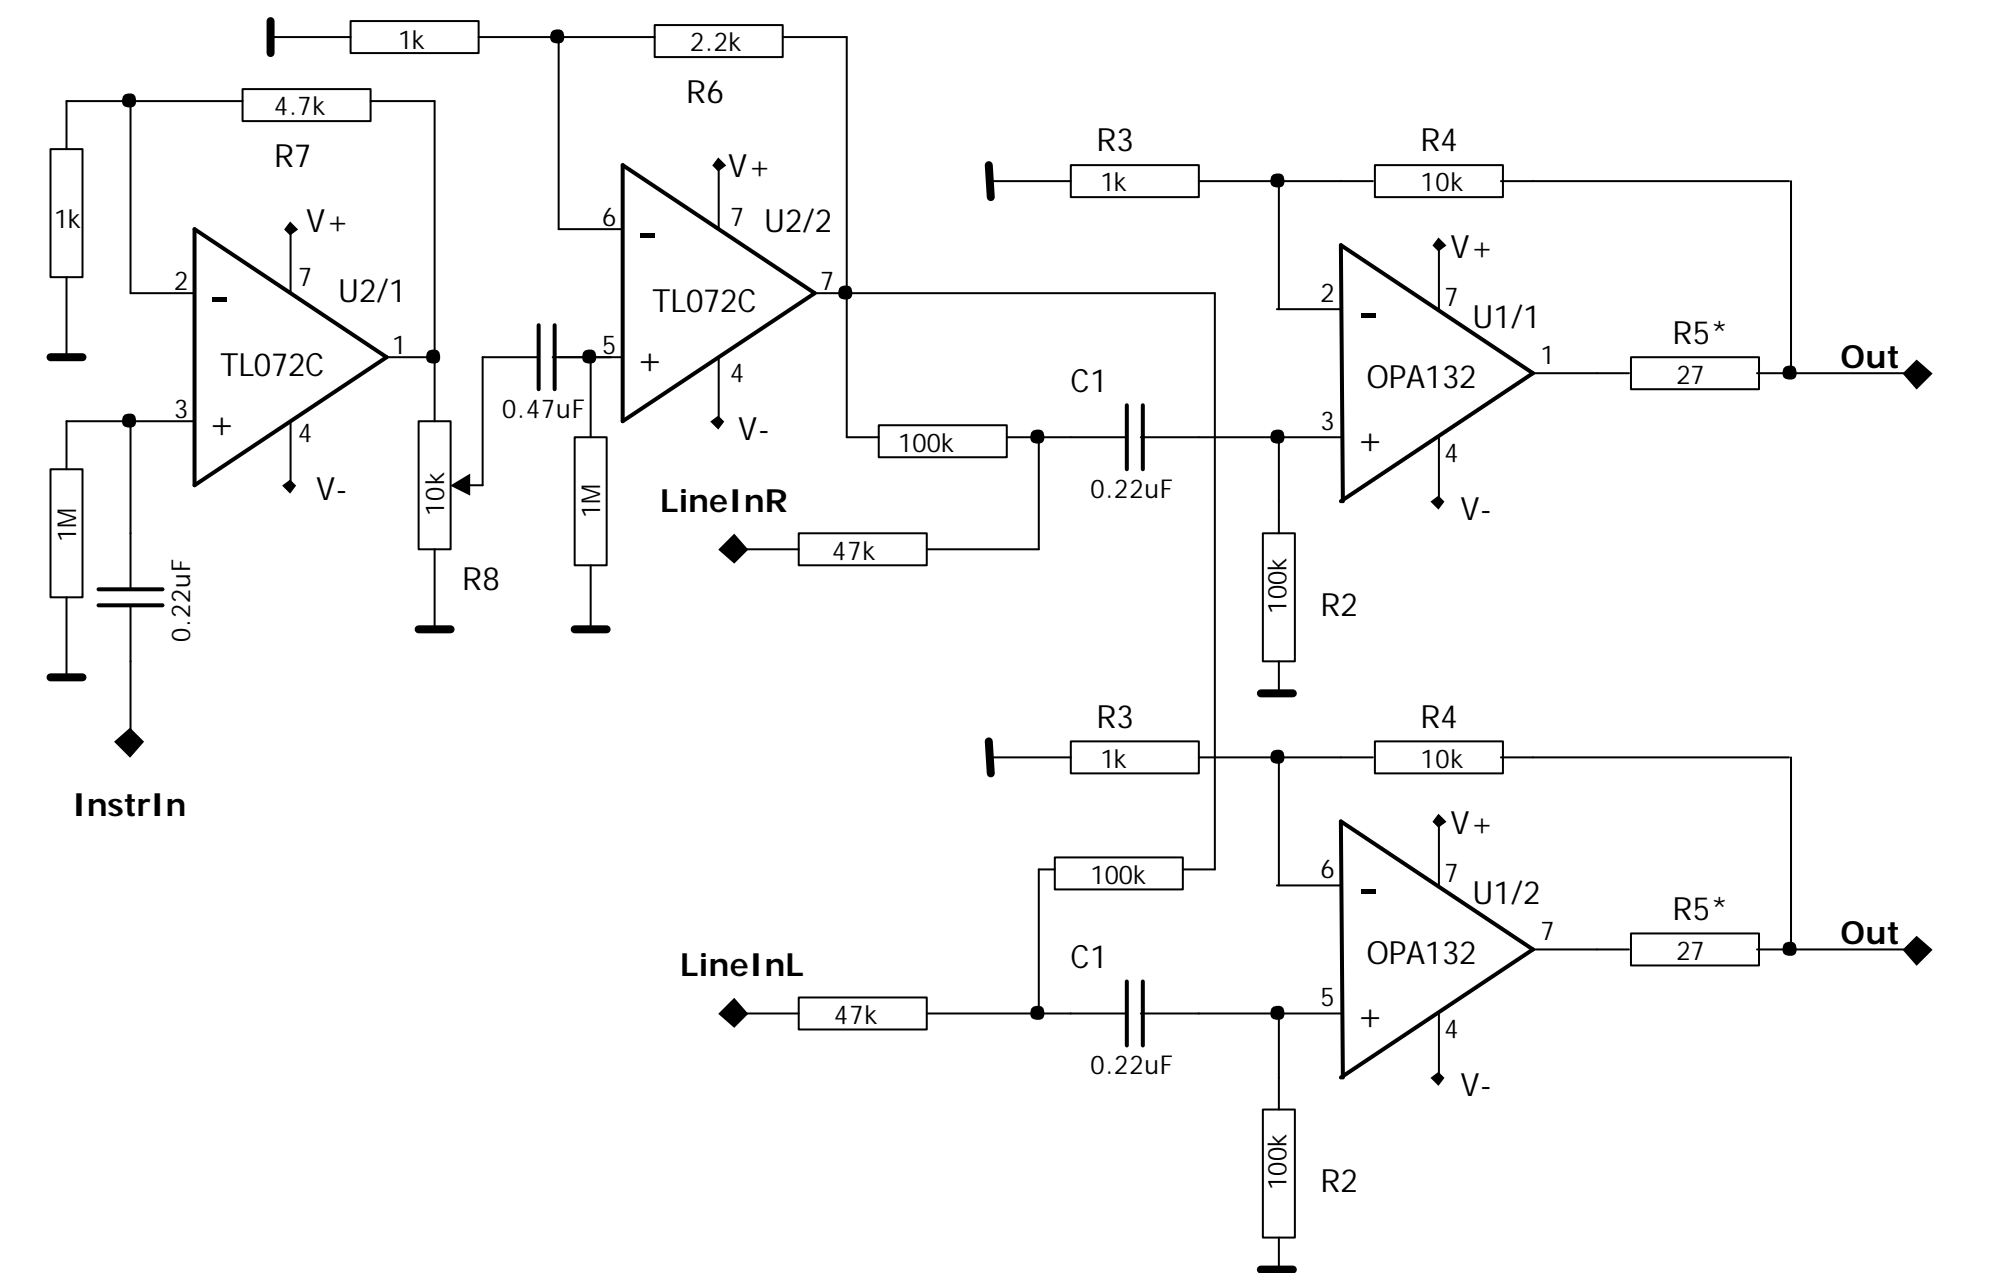 1k
2.2k
R6
4.7k
R7
1k
V+
7
2
-
U2/1
TL072C
1
3
+
4
V-
1M
0.22uF
InstrIn
10k
R8
0.47uF
1M
V+
7
U2/2
6
-
TL072C
7
5
+
4
V-
100k
LineInR
47k
C1
0.22uF
R3
1k
R4
10k
V+
7
2
-
U1/1
OPA132
1
R5*
27
Out
3
+
4
V-
100k
R2
R3
1k
R4
10k
V+
7
6
-
U1/2
100k
OPA132
7
R5*
27
Out
LineInL
47k
C1
0.22uF
5
+
4
V-
100k
R2